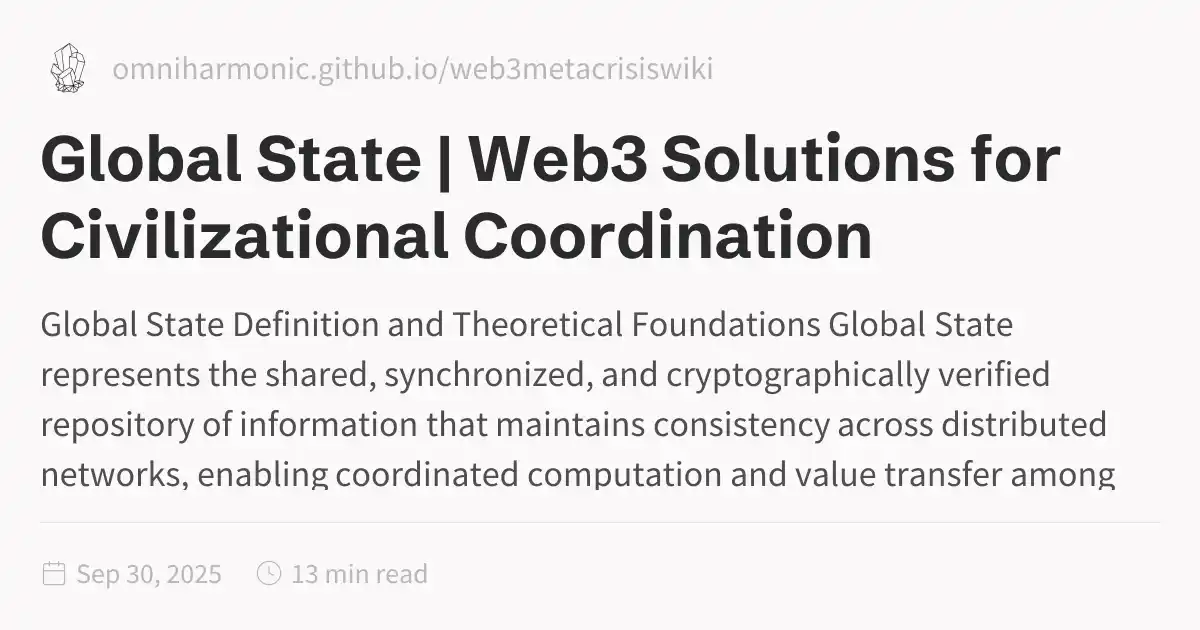 omniharmonic.github.io/web3metacrisiswiki
Global State | Web3 Solutions for
Civilizational Coordination
Global State Definition and Theoretical Foundations Global State
represents the shared, synchronized, and cryptographically verified
repository of information that maintains consistency across distributed
networks, enabling coordinated computation and value transfer among
Sep 30, 2025
13 min read